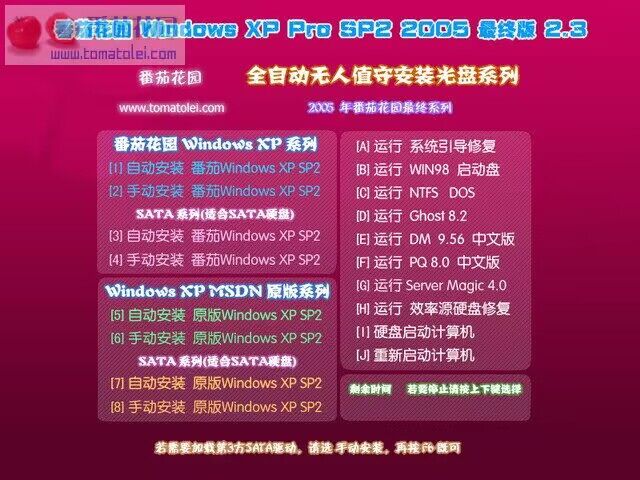 番茄花园 Windows XP Pro SP2 2005 最终版 2.3
番茄花园
www.tomatolei.com
番茄花园
全自动无人值守安装光盘系列
www.tomatolei.com
2005 年番茄花园最终系列
番茄花园 Windows XP 系列
[1] 自动安装 番茄Windows XP SP2
[2] 手动安装 番茄Windows XP SP2
SATA 系列(适合SATA硬盘)
[3] 自动安装 番茄Windows XP SP2
[4] 手动安装 番茄Windows XP SP2
Windows XP MSDN 原版系列
[5] 自动安装 原版Windows XP SP2
[6] 手动安装 原版Windows XP SP2
SATA 系列(适合SATA硬盘)
[7] 自动安装 原版Windows XP SP2
[8] 手动安装 原版Windows XP SP2
[A] 运行 系统引导修复
[B] 运行 WIN98 启动盘
[C] 运行 NTFS DOS
[D] 运行 Ghost 8.2
[E] 运行 DM 9.56 中文版
[F] 运行 PQ 8.0 中文版
[G] 运行 Server Magic 4.0
[H] 运行 效率源硬盘修复
[I] 硬盘启动计算机
[J] 重新启动计算机
剩余时间 若要停止请按上下键选择
若需要加载第3方SATA驱动，请选 手动安装，再按 F6 既可